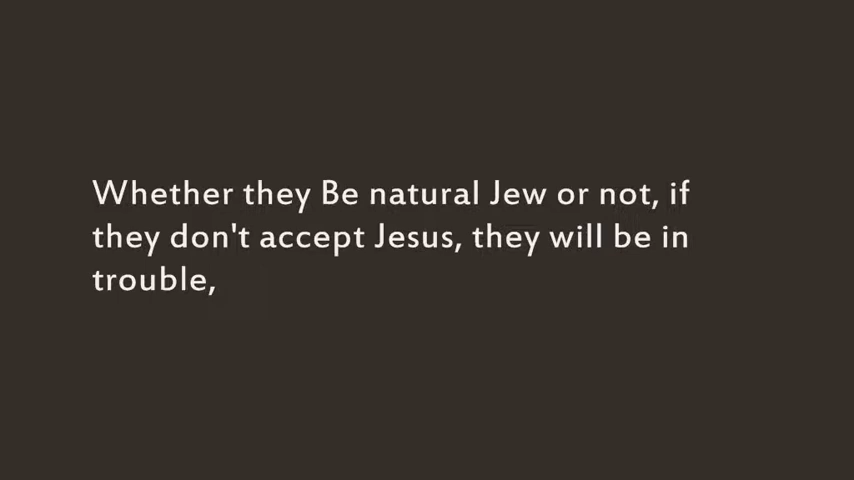 Whether they Be natural Jew or not, if
they don't accept Jesus, they will be in
trouble,